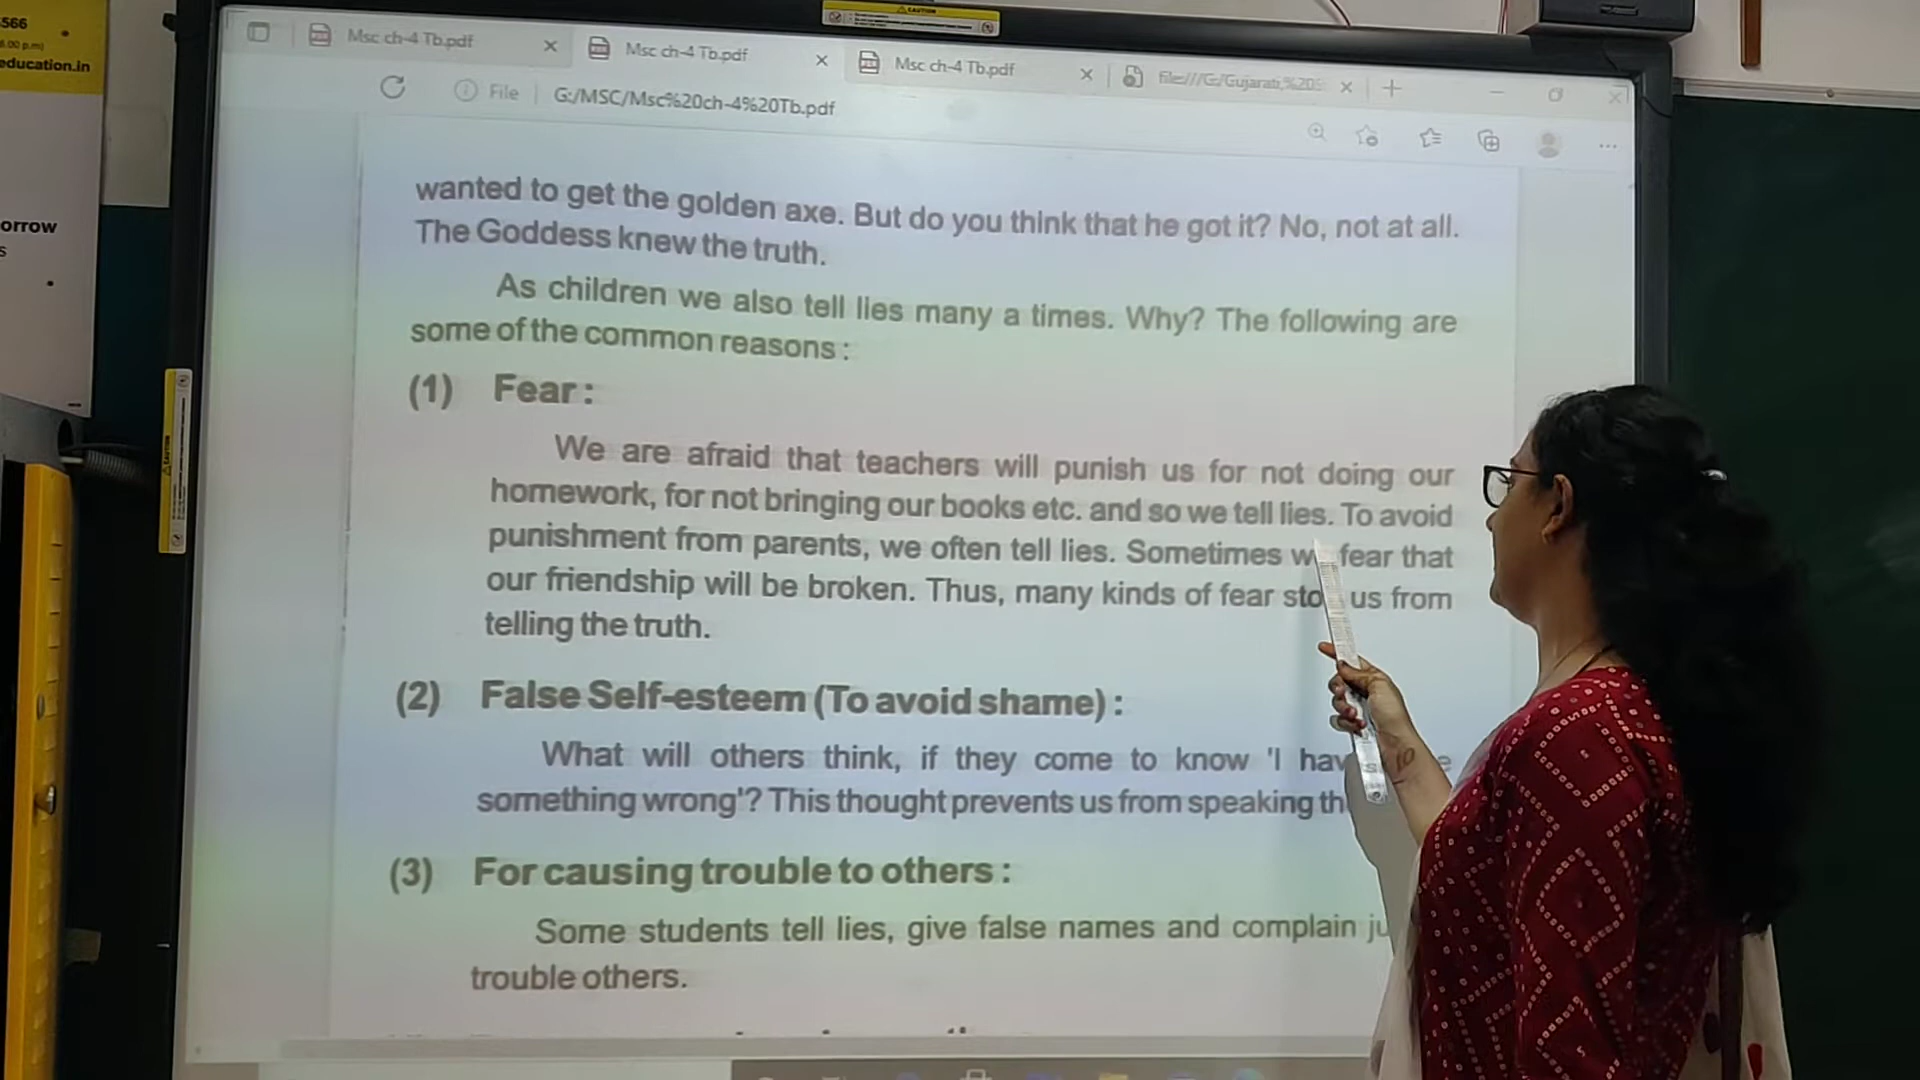 566
6.00 p.m)
education.in
orrow
s
CAUTION
Msc ch-4 Tb.pdf
Msc ch-4 Tb.pdf
Msc ch-4 Tb.pdf
file:///G:/Gujarati,%20S
File
G:/MSC/Msc%20ch-4%20Tb.pdf
wanted to get the golden axe. But do you think that he got it? No, not at all.
The Goddess knew the truth.
As children we also tell lies many a times. Why? The following are
some of the common reasons :
(1) Fear :
We are afraid that teachers will punish us for not doing our
homework, for not bringing our books etc. and so we tell lies. To avoid
punishment from parents, we often tell lies. Sometimes w fear that
our friendship will be broken. Thus, many kinds of fear sto us from
telling the truth.
(2) False Self-esteem (To avoid shame) :
What will others think, if they come to know 'I hav e
something wrong'? This thought prevents us from speaking th
(3) For causing trouble to others :
Some students tell lies, give false names and complain ju
trouble others.